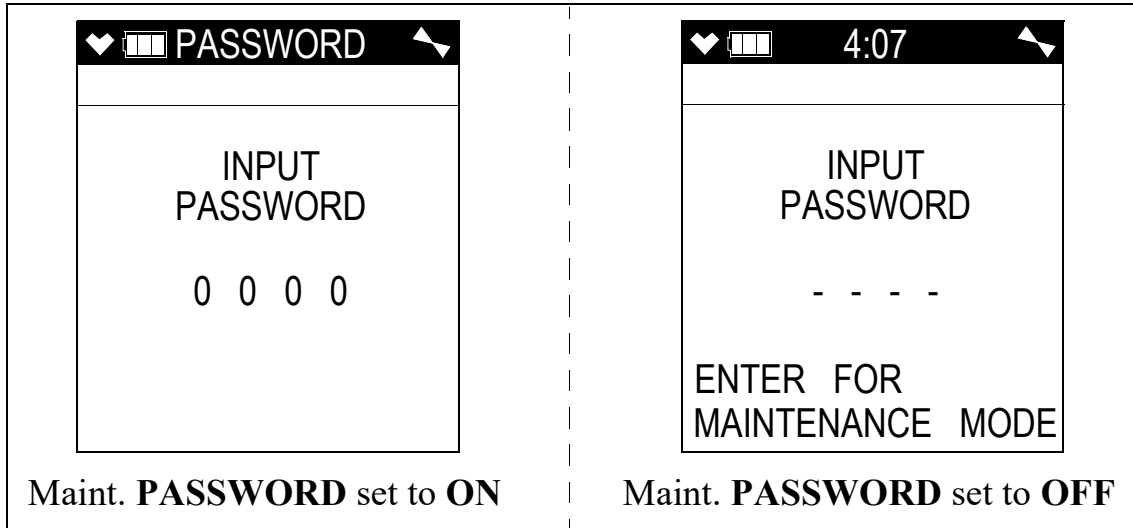 PASSWORD
INPUT
PASSWORD
0 0 0 0
Maint. PASSWORD set to ON
4:07
INPUT
PASSWORD
- - - -
ENTER FOR
MAINTENANCE MODE
Maint. PASSWORD set to OFF